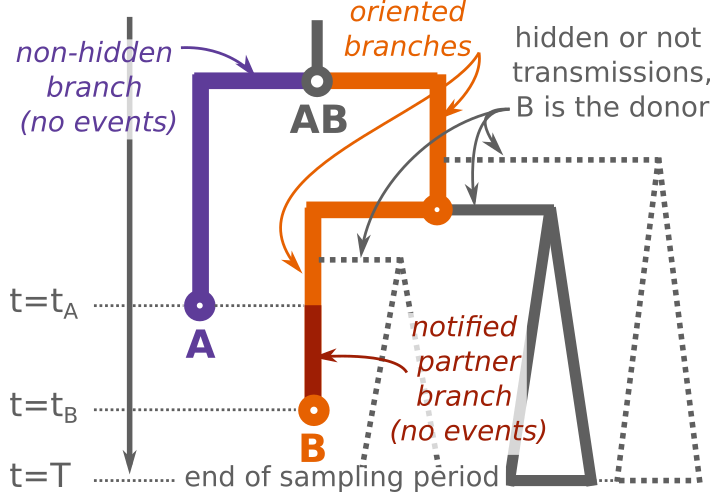 oriented
branches
non-hidden
branch
(no events)
hidden or not
transmissions,
B is the donor
AB
t=tA
A
notified
partner
branch
(no events)
t=tB
B
t=T
end of sampling period